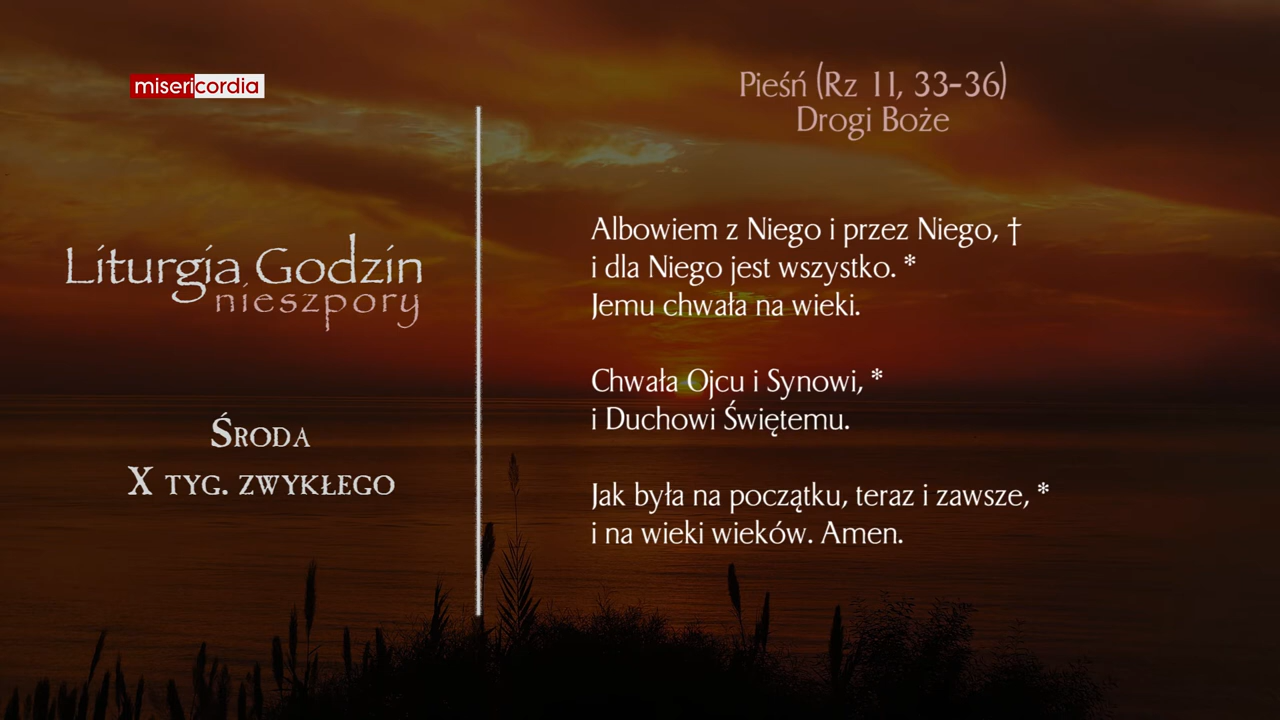 misericordia
Liturgia Godzin
nieszpory
Środa
X tyg. zwykłego
Pieśń (Rz 11, 33-36)
Drogi Boże
Albowiem z Niego i przez Niego, †
i dla Niego jest wszystko. *
Jemu chwała na wieki.
Chwała Ojcu i Synowi, *
i Duchowi Świętemu.
Jak była na początku, teraz i zawsze, *
i na wieki wieków. Amen.